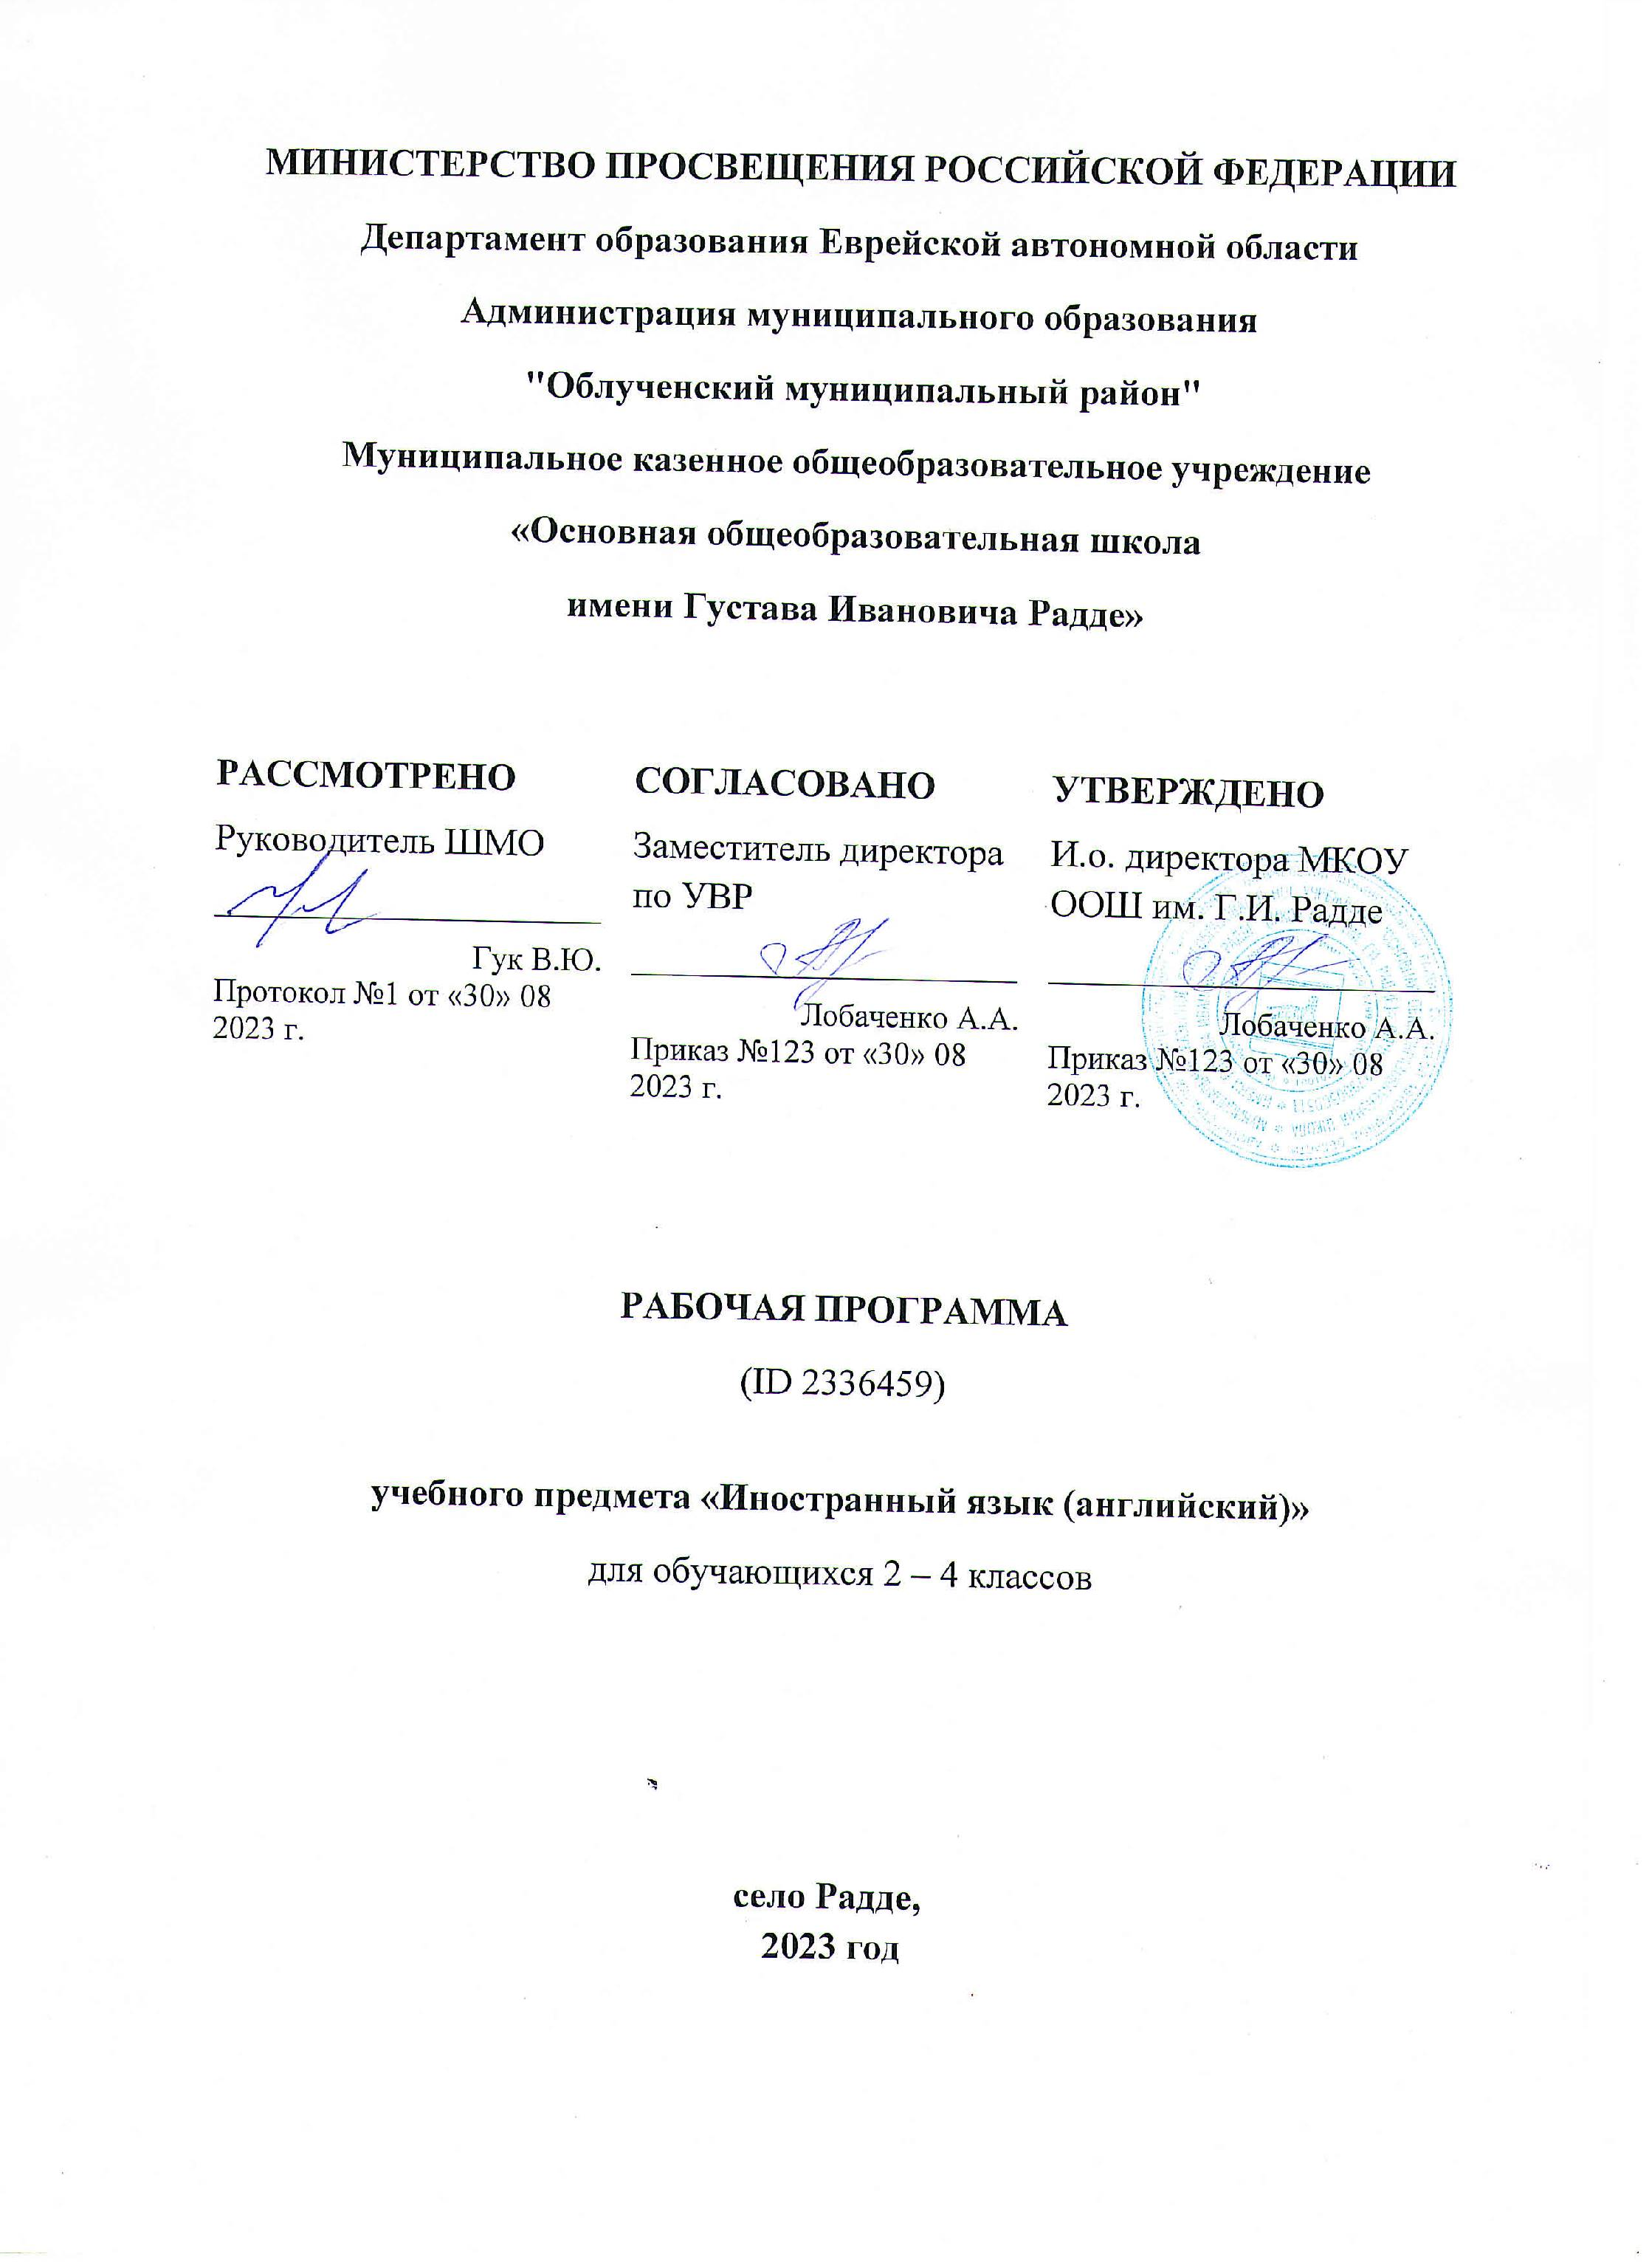 МИНИСТЕРСТВО ПРОСВЕЩЕНИЯ РОССИЙСКОЙ ФЕДЕРАЦИИ
Департамент образования Еврейской автономной области
Администрация муниципального образования
"Облученский муниципальный район"
Муниципальное казенное общеобразовательное учреждение
«Основная общеобразовательная школа
имени Густава Ивановича Радде»
РАССМОТРЕНО
Руководитель ШМО
Гук В.Ю.
Протокол №1 от «30» 08
2023 г.
СОГЛАСОВАНО
Заместитель директора
по УВР
Лобаченко А.А.
Приказ №123 от «30» 08
2023 г.
УТВЕРЖДЕНО
И.о. директора МКОУ
ООШ им. Г.И. Радде
Лобаченко А.А.
Приказ №123 от «30» 08
2023 г.
РАБОЧАЯ ПРОГРАММА
(ID 2336459)
учебного предмета «Иностранный язык (английский)»
для обучающихся 2 – 4 классов
село Радде,
2023 год